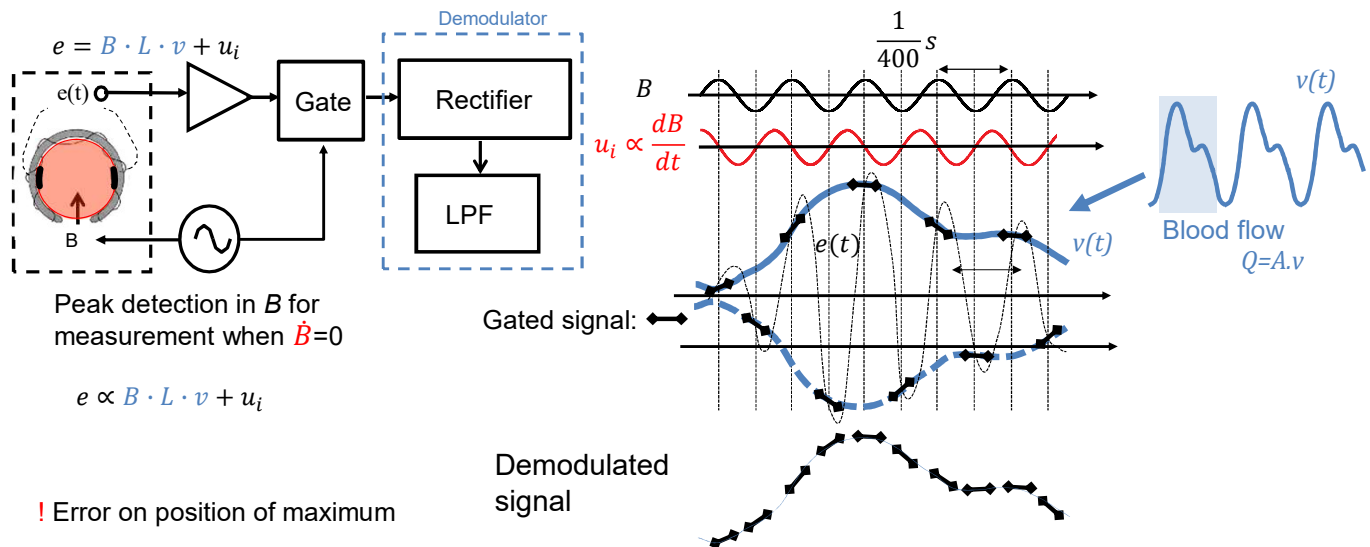 Demodulator
e = B · L · v + u_i
e(t)
Gate
Rectifier
LPF
B
Peak detection in B for
measurement when Ḃ=0
e ∝ B · L · v + u_i
! Error on position of maximum
1/400 s
B
u_i ∝ dB/dt
e(t)
v(t)
Gated signal:
Demodulated
signal
v(t)
Blood flow
Q=A.v